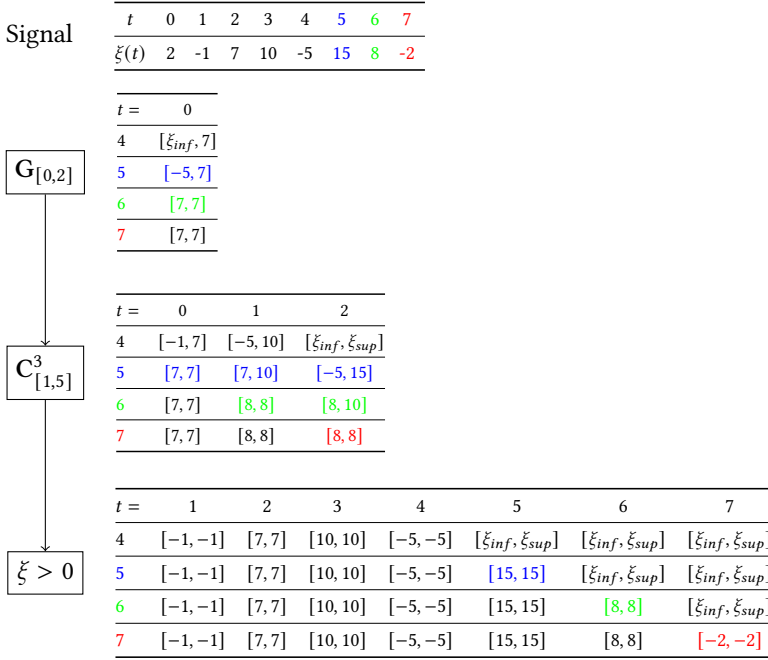 Signal
t 0 1 2 3 4 5 6 7
ξ(t) 2 -1 7 10 -5 15 8 -2
G[0,2]
t = 0
4 [ξinf, 7]
5 [−5, 7]
6 [7, 7]
7 [7, 7]
C³[1,5]
t = 0 1 2
4 [−1, 7] [−5, 10] [ξinf, ξsup]
5 [7, 7] [7, 10] [−5, 15]
6 [7, 7] [8, 8] [8, 10]
7 [7, 7] [8, 8] [8, 8]
ξ > 0
t = 1 2 3 4 5 6 7
4 [−1, −1] [7, 7] [10, 10] [−5, −5] [ξinf, ξsup] [ξinf, ξsup] [ξinf, ξsup]
5 [−1, −1] [7, 7] [10, 10] [−5, −5] [15, 15] [ξinf, ξsup] [ξinf, ξsup]
6 [−1, −1] [7, 7] [10, 10] [−5, −5] [15, 15] [8, 8] [ξinf, ξsup]
7 [−1, −1] [7, 7] [10, 10] [−5, −5] [15, 15] [8, 8] [−2, −2]